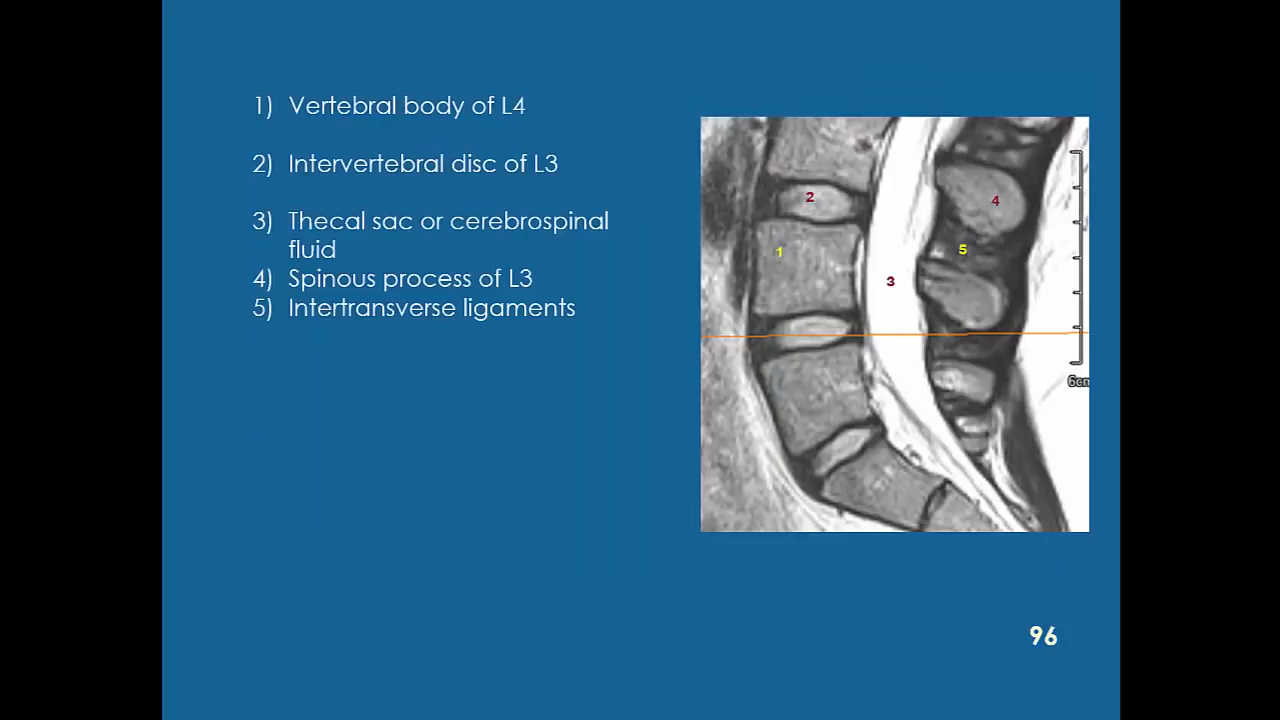 1) Vertebral body of L4
2) Intervertebral disc of L3
3) Thecal sac or cerebrospinal
fluid
4) Spinous process of L3
5) Intertransverse ligaments
2
4
1
5
3
6cm
96